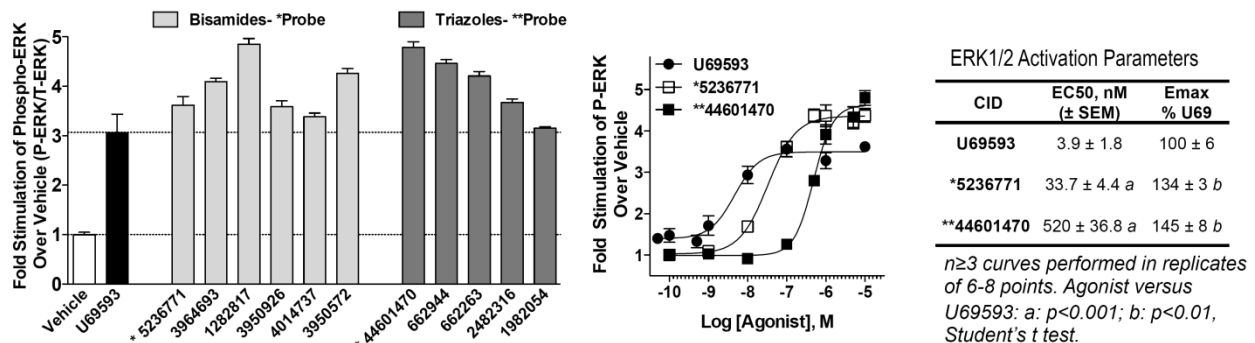 Bisamides- *Probe
Triazoles- **Probe
Fold Stimulation of Phospho-ERK
Over Vehicle (P-ERK/T-ERK)
5
4
3
2
1
0
Vehicle
U69593
* 5236771
3964693
1282817
3950926
4014737
3950572
* 44601470
662944
662263
2482316
1982054
Fold Stimulation of P-ERK
Over Vehicle
5
4
3
2
1
0
U69593
*5236771
**44601470
-10 -9 -8 -7 -6 -5
Log [Agonist], M
ERK1/2 Activation Parameters
CID EC50, nM (± SEM) Emax % U69
U69593 3.9 ± 1.8 100 ± 6
*5236771 33.7 ± 4.4 a 134 ± 3 b
**44601470 520 ± 36.8 a 145 ± 8 b
n≥3 curves performed in replicates
of 6-8 points. Agonist versus
U69593: a: p<0.001; b: p<0.01,
Student's t test.